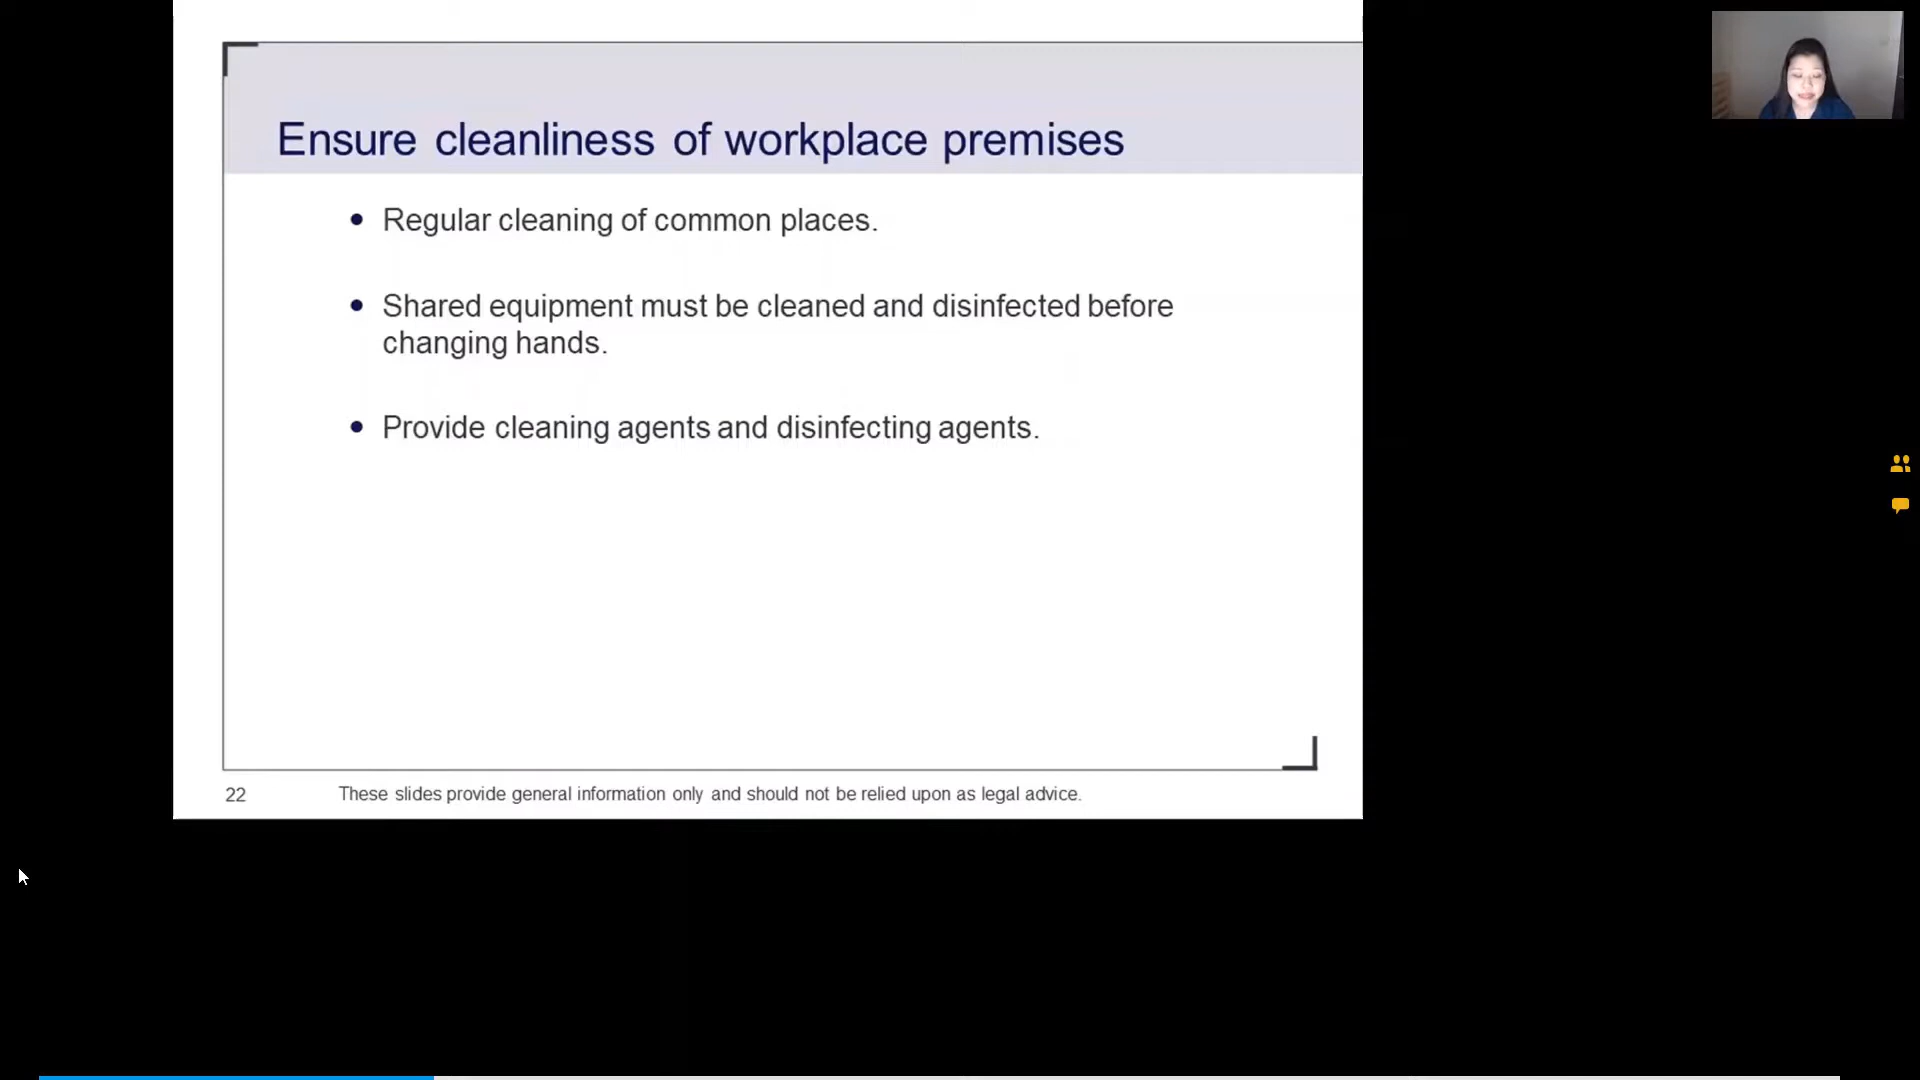 Ensure cleanliness of workplace premises
Regular cleaning of common places.
Shared equipment must be cleaned and disinfected before
changing hands.
Provide cleaning agents and disinfecting agents.
22
These slides provide general information only and should not be relied upon as legal advice.